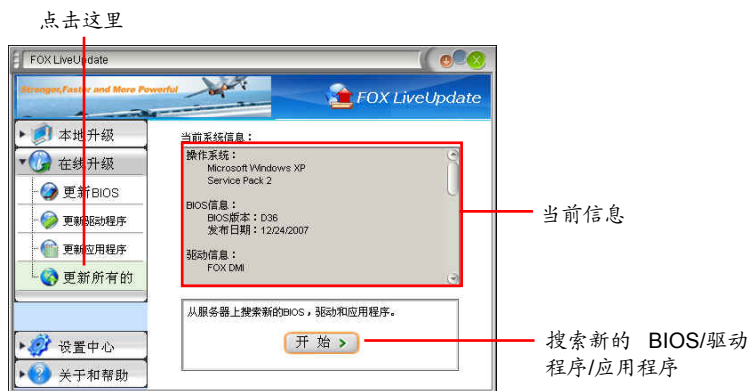 点击这里
FOX LiveUpdate
Stronger,Faster and More Powerful
FOX LiveUpdate
本地升级
在线升级
更新BIOS
更新驱动程序
更新应用程序
更新所有的
设置中心
关于和帮助
当前系统信息：
操作系统：
Microsoft Windows XP
Service Pack 2
BIOS信息：
BIOS版本：D36
发布日期：12/24/2007
驱动信息：
FOX DMI
当前信息
从服务器上搜索新的BIOS，驱动和应用程序。
开 始
搜索新的 BIOS/驱动
程序/应用程序